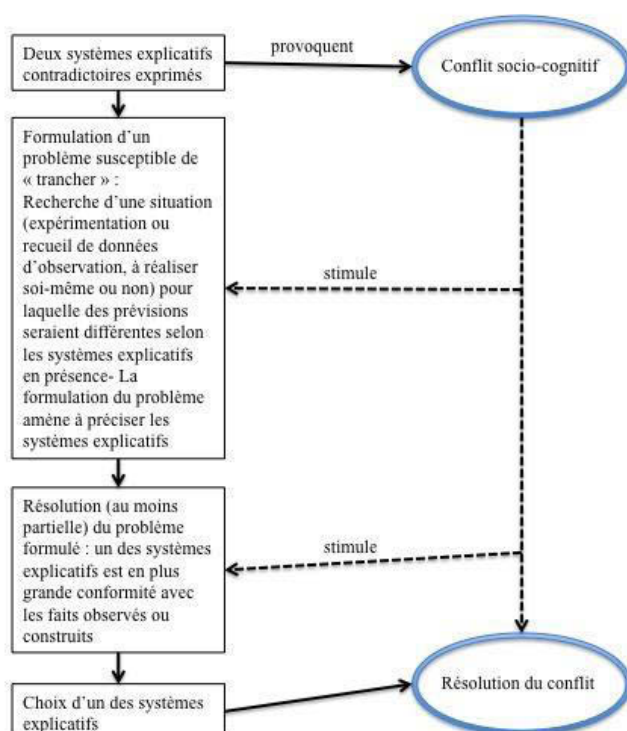 Deux systèmes explicatifs
contradictoires exprimés
provoquent
Conflit socio-cognitif
Formulation d’un
problème susceptible de
« trancher » :
Recherche d’une situation
(expérimentation ou
recueil de données
d’observation, à réaliser
soi-même ou non) pour
laquelle des prévisions
seraient différentes selon
les systèmes explicatifs
en présence- La
formulation du problème
amène à préciser les
systèmes explicatifs
stimule
Résolution (au moins
partielle) du problème
formulé : un des systèmes
explicatifs est en plus
grande conformité avec
les faits observés ou
construits
stimule
Choix d’un des systèmes
explicatifs
Résolution du conflit